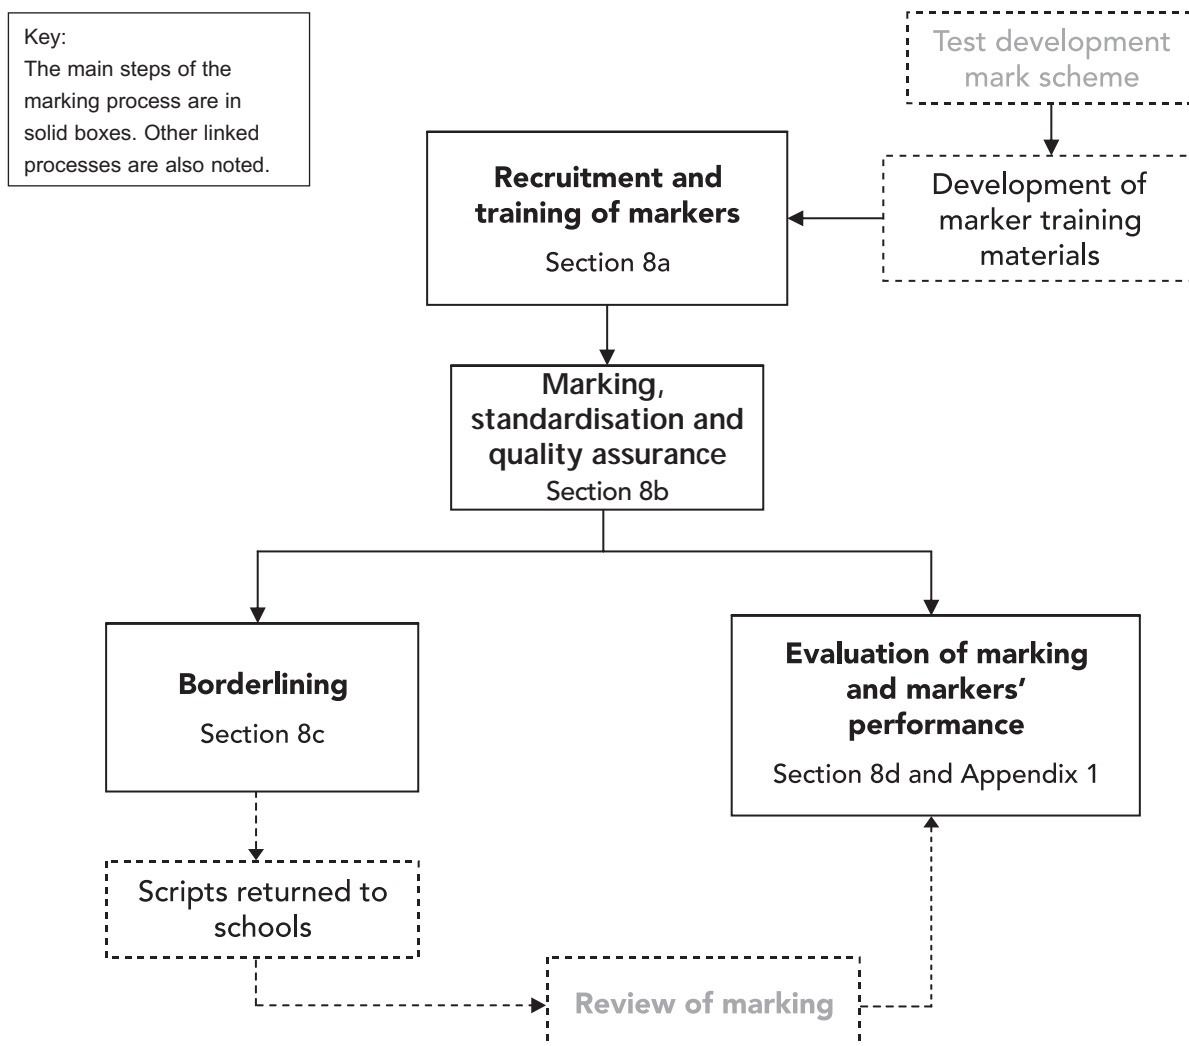 Key:
The main steps of the
marking process are in
solid boxes. Other linked
processes are also noted.
Test development
mark scheme
Recruitment and
training of markers
Section 8a
Development of
marker training
materials
Marking,
standardisation and
quality assurance
Section 8b
Borderlining
Section 8c
Evaluation of marking
and markers’
performance
Section 8d and Appendix 1
Scripts returned to
schools
Review of marking